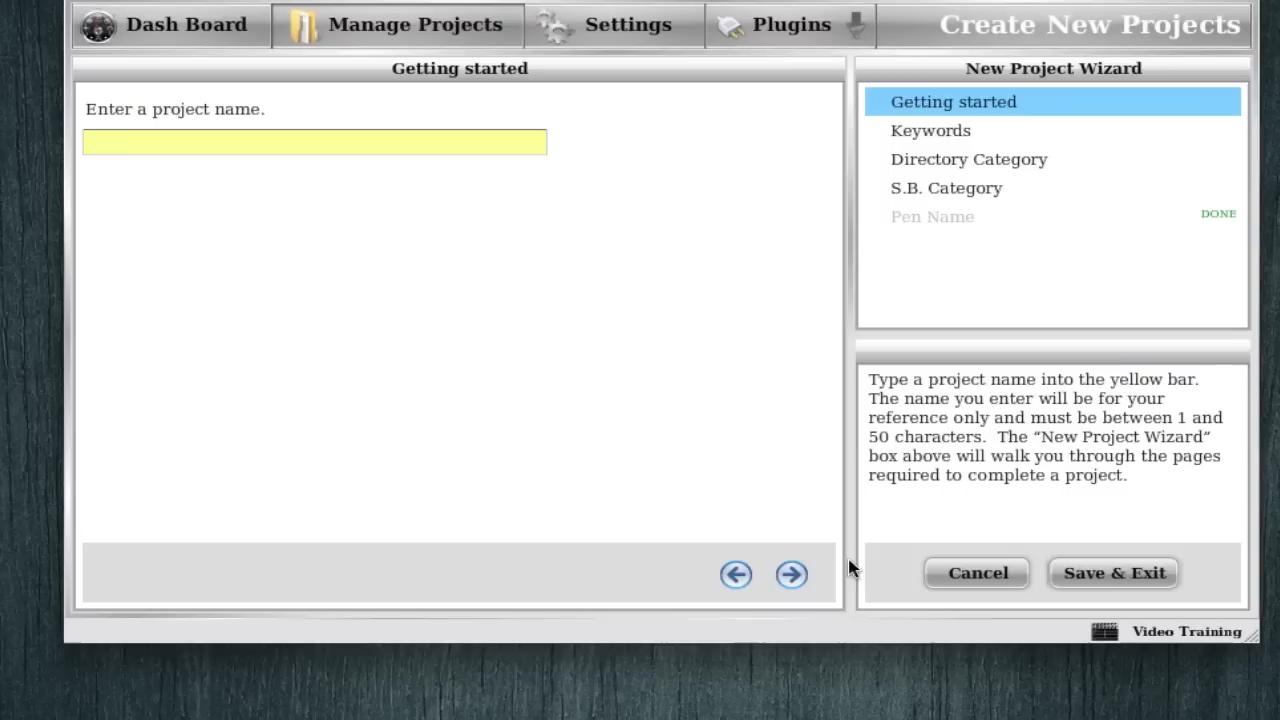 Dash Board
Manage Projects
Settings
Plugins
Create New Projects
Getting started
Enter a project name.
New Project Wizard
Getting started
Keywords
Directory Category
S.B. Category
Pen Name DONE
Type a project name into the yellow bar.
The name you enter will be for your
reference only and must be between 1 and
50 characters.  The “New Project Wizard”
box above will walk you through the pages
required to complete a project.
Cancel
Save & Exit
Video Training